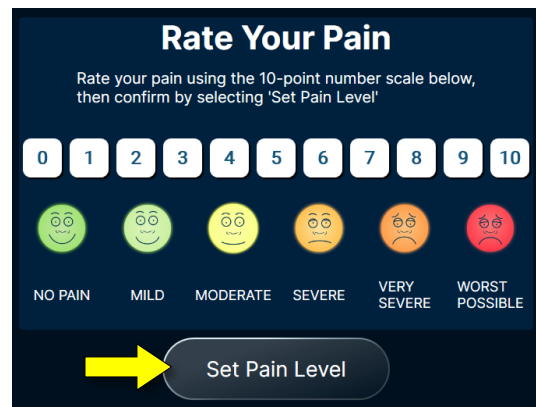 Rate Your Pain
Rate your pain using the 10-point number scale below,
then confirm by selecting 'Set Pain Level'
0 1 2 3 4 5 6 7 8 9 10
NO PAIN MILD MODERATE SEVERE VERY SEVERE WORST POSSIBLE
Set Pain Level